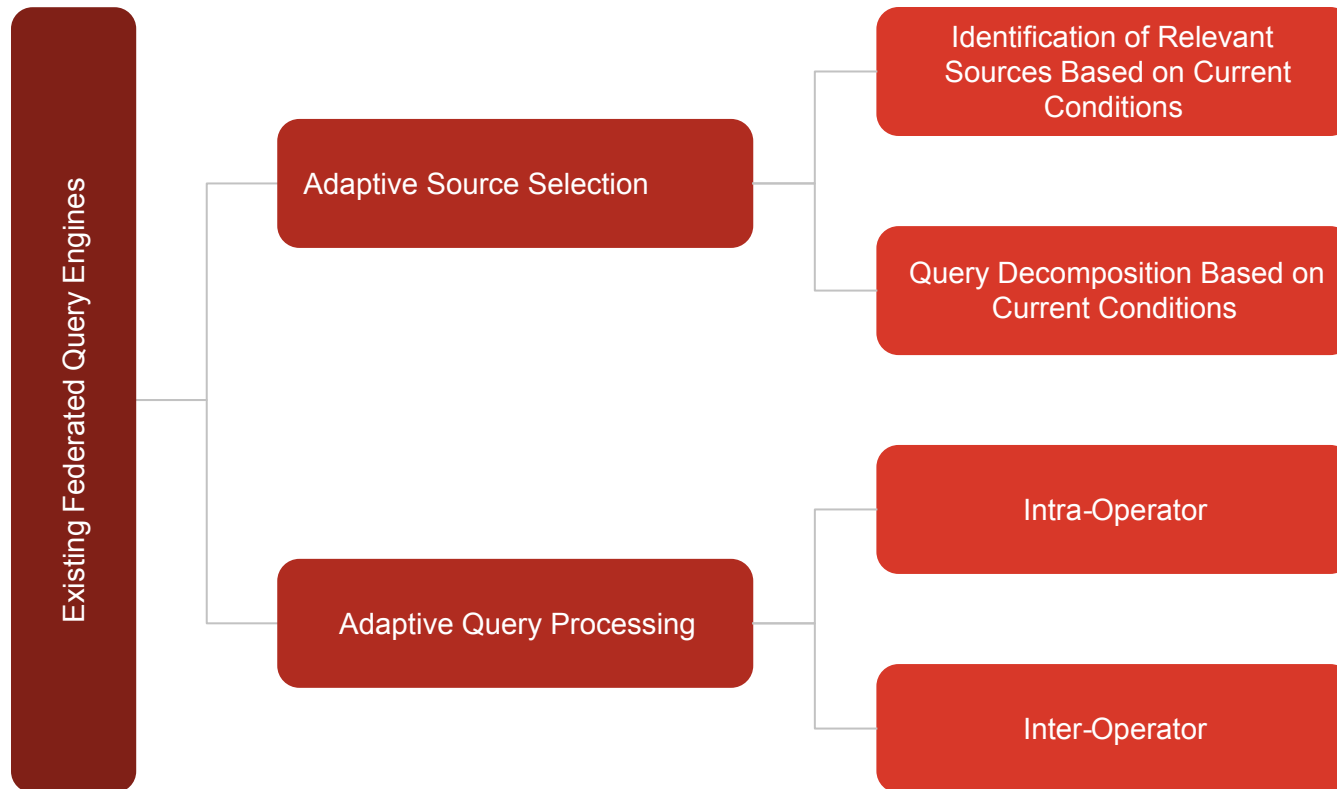 Existing Federated Query Engines
Adaptive Source Selection
Identification of Relevant
Sources Based on Current
Conditions
Query Decomposition Based on
Current Conditions
Adaptive Query Processing
Intra-Operator
Inter-Operator